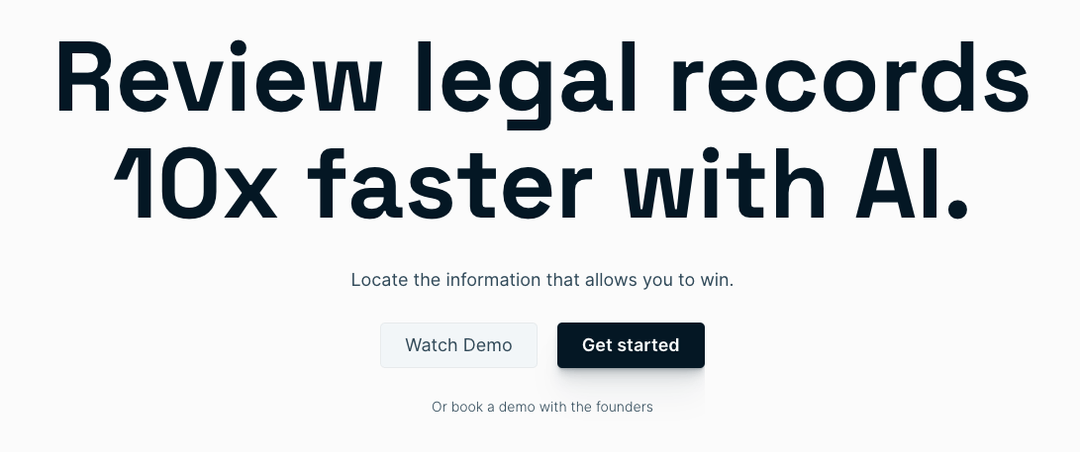 Review legal records
10x faster with AI.
Locate the information that allows you to win.
Watch Demo
Get started
Or book a demo with the founders